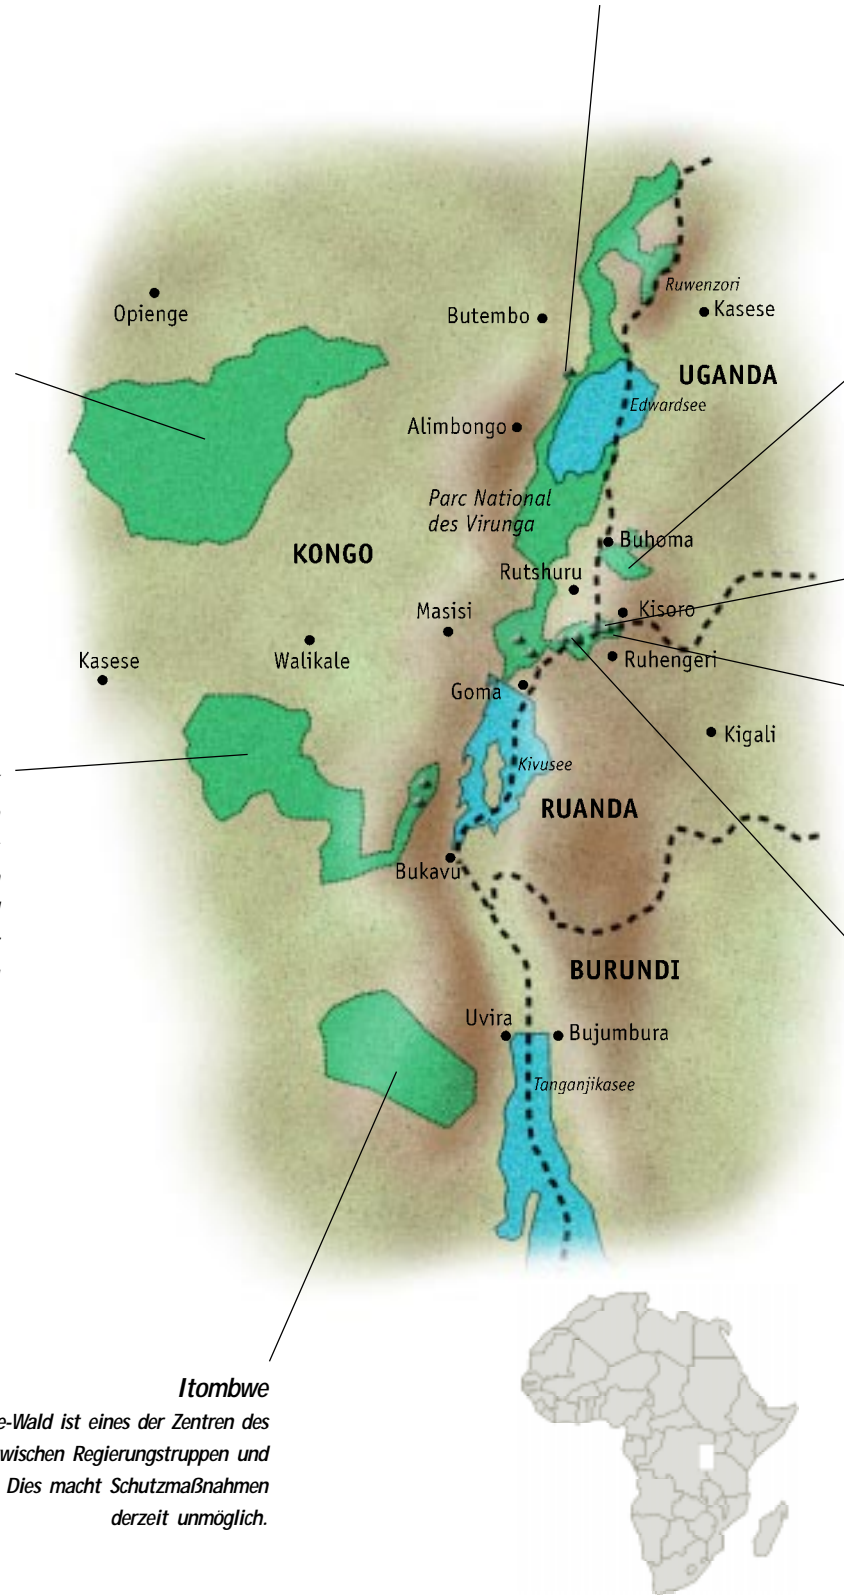 Ruwenzori
Opienge
Butembo
Kasese
UGANDA
Edwardsee
Alimbongo
Parc National
des Virunga
Buhoma
KONGO
Rutshuru
Masisi
Kisoro
Kasese
Walikale
Ruhengeri
Goma
Kigali
Kivusee
RUANDA
Bukavu
BURUNDI
Uvira
Bujumbura
Tanganjikasee
Itombwe
e-Wald ist eines der Zentren des
wischen Regierungstruppen und
Dies macht Schutzmaßnahmen
derzeit unmöglich.